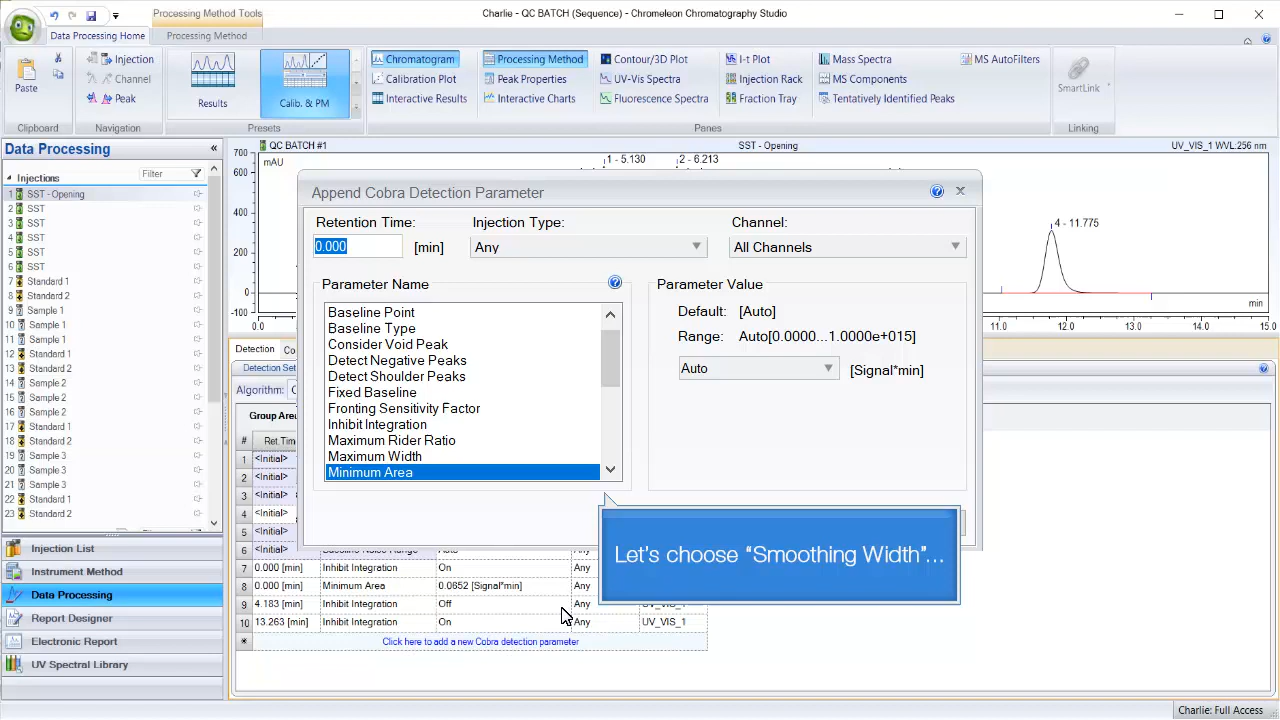 Processing Method Tools
Charlie - QC BATCH (Sequence) - Chromeleon Chromatography Studio
Data Processing Home
Processing Method
Paste
Clipboard
Injection
Channel
Peak
Navigation
Results
Calib. & PM
Presets
Chromatogram
Calibration Plot
Interactive Results
Processing Method
Peak Properties
Interactive Charts
Contour/3D Plot
UV-Vis Spectra
Fluorescence Spectra
I-t Plot
Injection Rack
Fraction Tray
Mass Spectra
MS Components
Tentatively Identified Peaks
MS AutoFilters
Panes
SmartLink
Linking
Data Processing «
Injections
Filter
1 SST - Opening
2 SST
3 SST
4 SST
5 SST
6 SST
7 Standard 1
8 Standard 2
9 Sample 1
10 Sample 1
11 Sample 1
12 Standard 1
13 Standard 2
14 Sample 2
15 Sample 2
16 Sample 2
17 Standard 1
18 Standard 2
19 Sample 3
20 Sample 3
21 Sample 3
22 Standard 1
23 Standard 2
Injection List
Instrument Method
Data Processing
Report Designer
Electronic Report
UV Spectral Library
QC BATCH #1
SST - Opening
UV_VIS_1 WVL:256 nm
700
600
400
200
0
-100
mAU
1 - 5.130
2 - 6.213
4 - 11.775
min
0.0
11.0
12.0
13.0
14.0
15.0
Append Cobra Detection Parameter
Retention Time:
0.000
[min]
Injection Type:
Any
Channel:
All Channels
Parameter Name
Baseline Point
Baseline Type
Consider Void Peak
Detect Negative Peaks
Detect Shoulder Peaks
Fixed Baseline
Fronting Sensitivity Factor
Inhibit Integration
Maximum Rider Ratio
Maximum Width
Minimum Area
Parameter Value
Default: [Auto]
Range: Auto[0.0000...1.0000e+015]
Auto
[Signal*min]
Let's choose “Smoothing Width”...
Detection
Co
Detection Set
Algorithm: C
Group Area
# Ret.Tim
1 <Initial>
2 <Initial>
3 <Initial>
4 <Initial>
5 <Initial>
6 <Initial> Baseline Noise Range Auto Any
7 0.000 [min] Inhibit Integration On Any
8 0.000 [min] Minimum Area 0.0652 [Signal*min] Any
9 4.183 [min] Inhibit Integration Off Any UV_VIS_1
10 13.263 [min] Inhibit Integration On Any UV_VIS_1
* Click here to add a new Cobra detection parameter
Charlie: Full Access